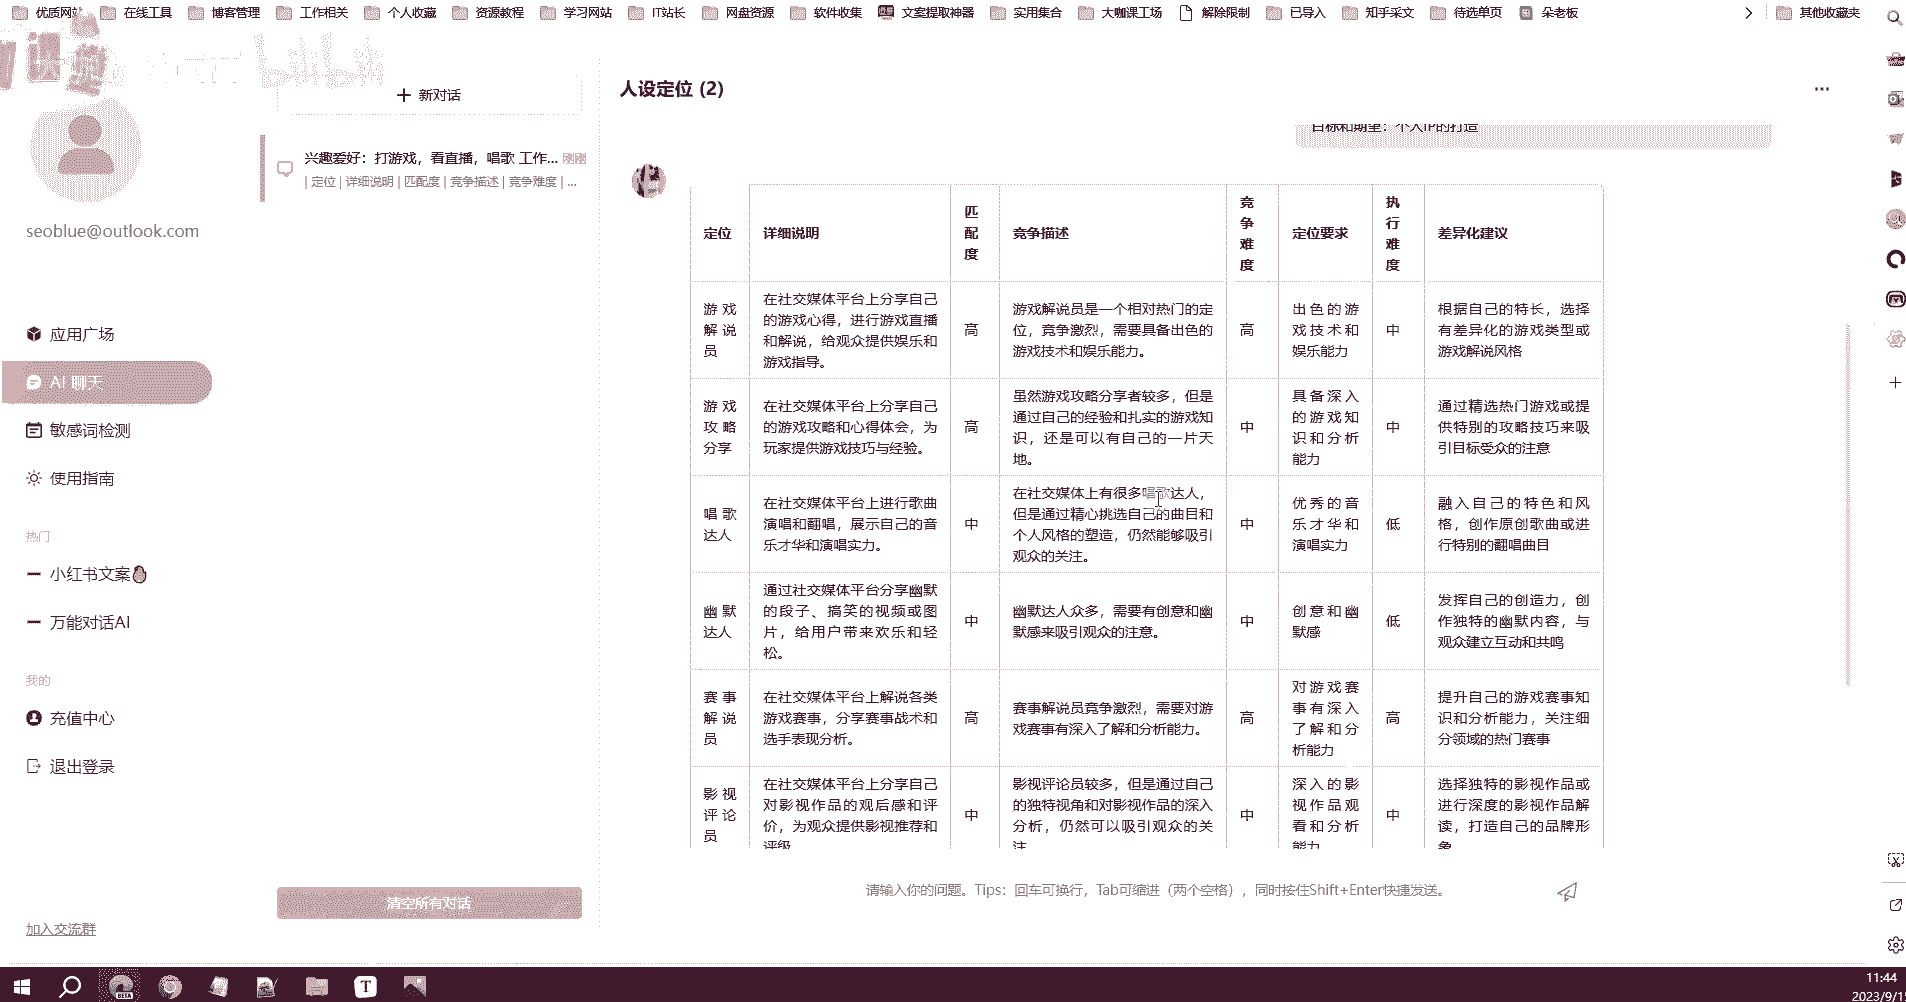 优质网站 在线工具 博客管理 工作相关 个人收藏 资源教程 学习网站 IT站长 网盘资源 软件收集 文案提取神器 实用集合 大咖课工场 解除限制 已导入 知乎采文 待选单页 朵老板 其他收藏夹
bilibili
+ 新对话
人设定位 (2)
目标和期望：个人IP的打造
兴趣爱好：打游戏，看直播，唱歌 工作... 刚刚
| 定位 | 详细说明 | 匹配度 | 竞争描述 | 竞争难度 | ...
seoblue@outlook.com
应用广场
AI 聊天
敏感词检测
使用指南
热门
小红书文案
万能对话AI
我的
充值中心
退出登录
加入交流群
清空所有对话
定位 详细说明 匹配度 竞争描述 竞争难度 定位要求 执行难度 差异化建议
游戏解说员 在社交媒体平台上分享自己的游戏心得，进行游戏直播和解说，给观众提供娱乐和游戏指导。 高 游戏解说员是一个相对热门的定位，竞争激烈，需要具备出色的游戏技术和娱乐能力。 高 出色的游戏技术和娱乐能力 中 根据自己的特长，选择有差异化的游戏类型或游戏解说风格
游戏攻略分享 在社交媒体平台上分享自己的游戏攻略和心得体会，为玩家提供游戏技巧与经验。 高 虽然游戏攻略分享者较多，但是通过自己的经验和扎实的游戏知识，还是可以有自己的一片天地。 中 具备深入的游戏知识和分析能力 中 通过精选热门游戏或提供特别的攻略技巧来吸引目标受众的注意
唱歌达人 在社交媒体平台上进行歌曲演唱和翻唱，展示自己的音乐才华和演唱实力。 中 在社交媒体上有很多唱歌达人，但是通过精心挑选自己的曲目和个人风格的塑造，仍然能够吸引观众的关注。 中 优秀的音乐才华和演唱实力 低 融入自己的特色和风格，创作原创歌曲或进行特别的翻唱曲目
幽默达人 通过社交媒体平台分享幽默的段子、搞笑的视频或图片，给用户带来欢乐和轻松。 中 幽默达人众多，需要有创意和幽默感来吸引观众的注意。 中 创意和幽默感 低 发挥自己的创造力，创作独特的幽默内容，与观众建立互动和共鸣
赛事解说员 在社交媒体平台上解说各类游戏赛事，分享赛事战术和选手表现分析。 高 赛事解说员竞争激烈，需要对游戏赛事有深入了解和分析能力。 高 对游戏赛事有深入了解和分析能力 高 提升自己的游戏赛事知识和分析能力，关注细分领域的热门赛事
影视评论员 在社交媒体平台上分享自己对影视作品的观后感和评价，为观众提供影视推荐和评级 中 影视评论员较多，但是通过自己的独特视角和对影视作品的深入分析，仍然可以吸引观众的关注 中 深入的影视作品观看和分析能力 中 选择独特的影视作品或进行深度的影视作品解读，打造自己的品牌形象
请输入你的问题。Tips：回车可换行，Tab可缩进（两个空格），同时按住Shift+Enter快捷发送。
BETA
T
11:44
2023/9/15